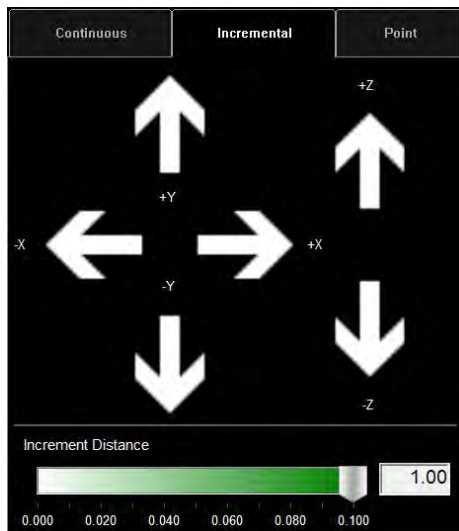 Continuous Incremental Point
+Z
+Y
-X +X
-Y
-Z
Increment Distance
1.00
0.000 0.020 0.040 0.060 0.080 0.100